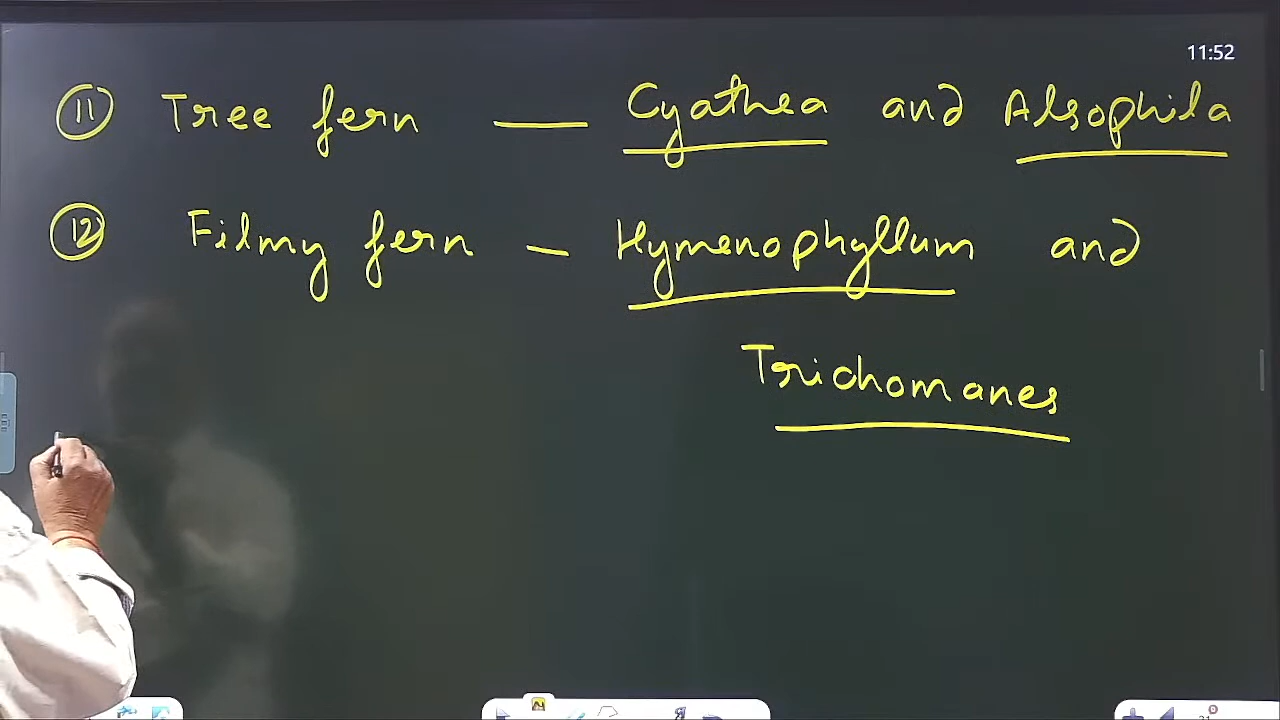 11:52
11 Tree fern — Cyathea and Alsophila
12 Filmy fern - Hymenophyllum and
Trichomanes